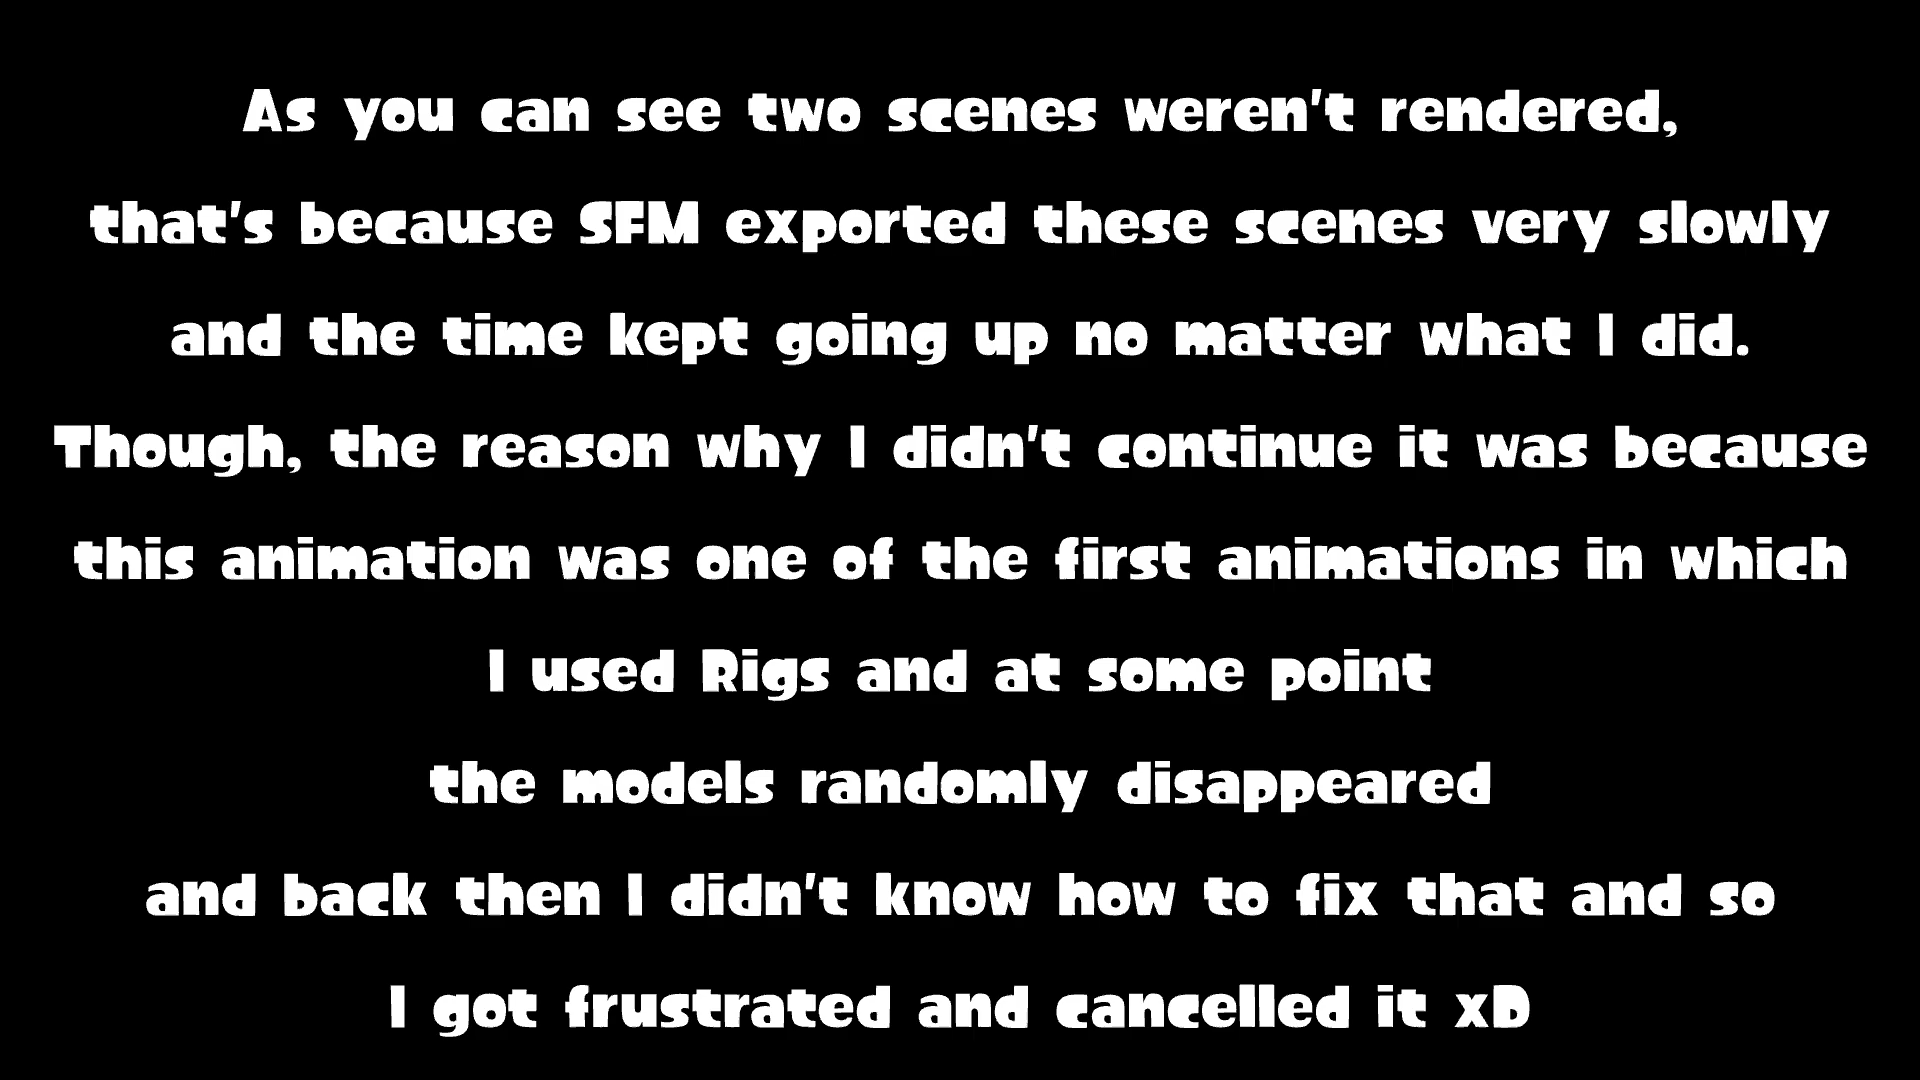 As you can see two scenes weren't rendered,
that's because SFM exported these scenes very slowly
and the time kept going up no matter what I did.
Though, the reason why I didn't continue it was because
this animation was one of the first animations in which
I used Rigs and at some point
the models randomly disappeared
and back then I didn't know how to fix that and so
I got frustrated and cancelled it xD